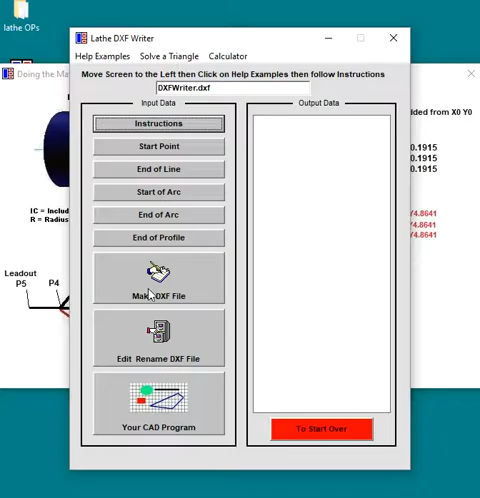 lathe OPs
Lathe DXF Writer
Help Examples Solve a Triangle Calculator
Doing the Ma
Move Screen to the Left then Click on Help Examples then follow Instructions
DXFWriter.dxf
Input Data
Output Data
Instructions
Start Point
End of Line
Start of Arc
End of Arc
End of Profile
Make DXF File
Edit Rename DXF File
Your CAD Program
To Start Over
dded from X0 Y0
0.1915
0.1915
0.1915
Y4.8641
Y4.8641
Y4.8641
IC = Includ
R = Radius
Leadout
P5 P4